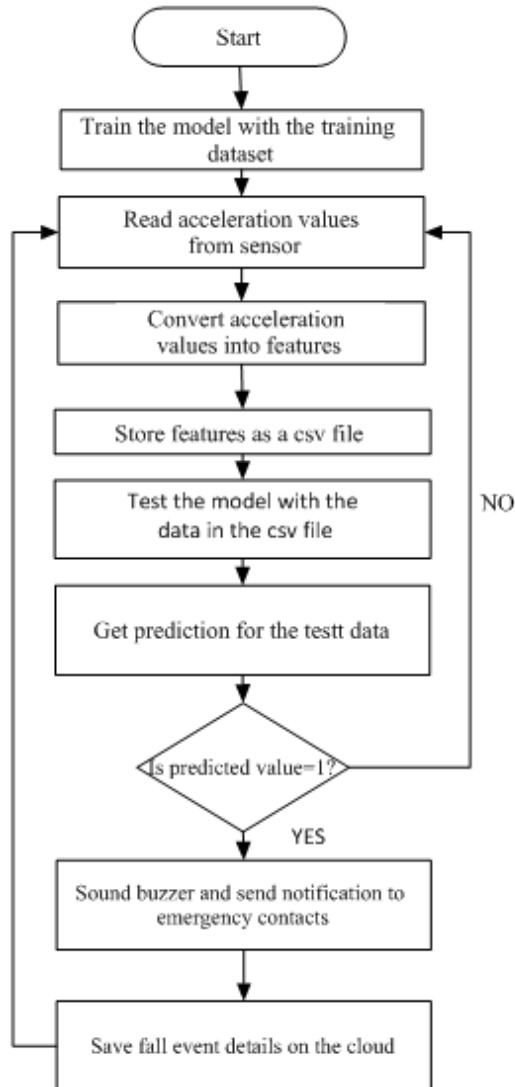 Start
Train the model with the training
dataset
Read acceleration values
from sensor
Convert acceleration
values into features
Store features as a csv file
Test the model with the
data in the csv file
NO
Get prediction for the testt data
Is predicted value=1?
YES
Sound buzzer and send notification to
emergency contacts
Save fall event details on the cloud